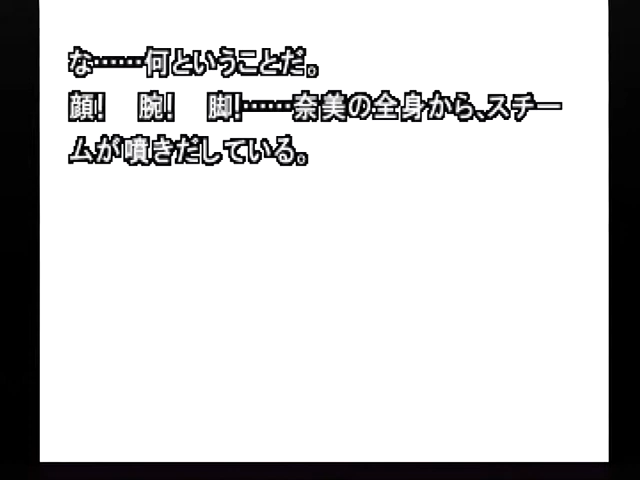 な……何ということだ。
顔！　腕！　脚！……奈美の全身から、スチー
ムが噴きだしている。